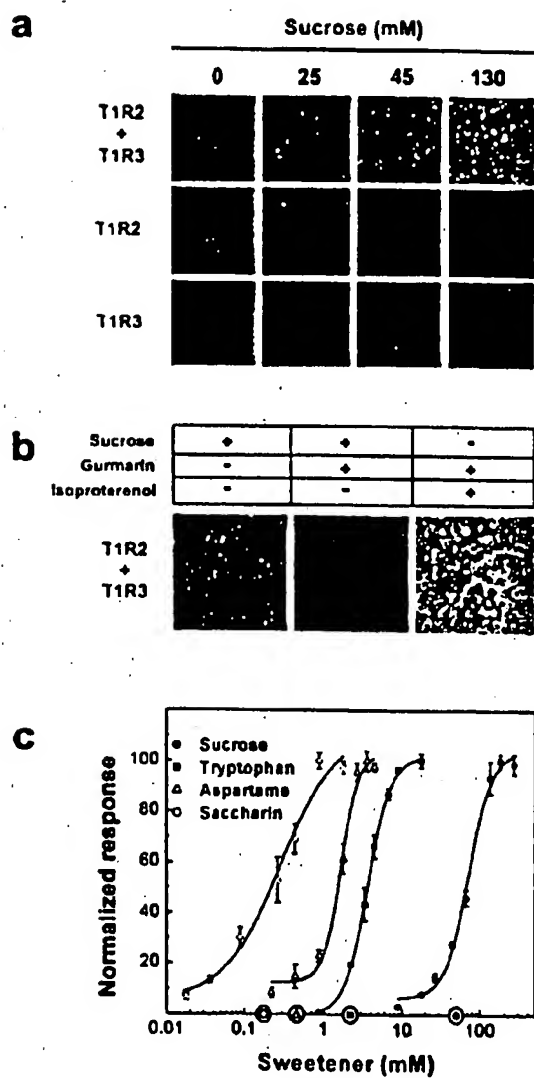 a
Sucrose (mM)
0 25 45 130
T1R2
+
T1R3
T1R2
T1R3
b
Sucrose + + -
Gurmarin - + +
Isoproterenol - - +
T1R2
+
T1R3
c
Normalized response
100
80
60
40
20
Sucrose
Tryptophan
Aspartame
Saccharin
0.01 0.1 1 10 100
Sweetener (mM)